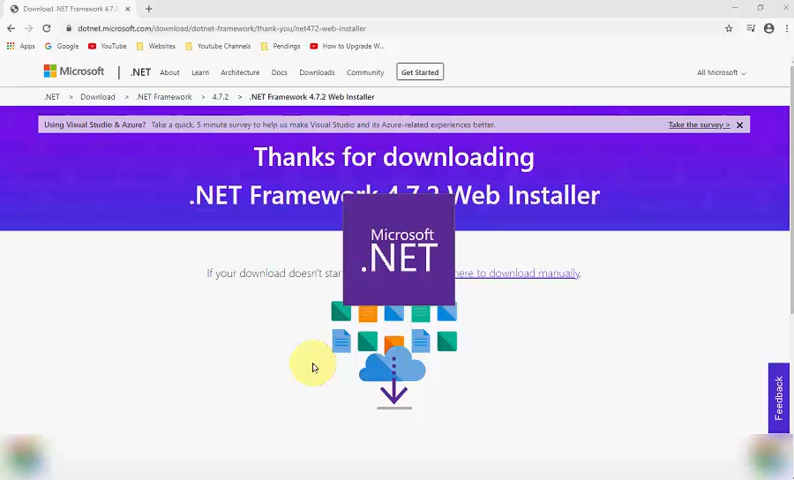 Download .NET Framework 4.7.
dotnet.microsoft.com/download/dotnet-framework/thank-you/net472-web-installer
Apps Google YouTube Websites Youtube Channels Pendings How to Upgrade W...
Microsoft .NET About Learn Architecture Docs Downloads Community Get Started All Microsoft
.NET > Download > .NET Framework > 4.7.2 > .NET Framework 4.7.2 Web Installer
Using Visual Studio & Azure? Take a quick, 5 minute survey to help us make Visual Studio and its Azure-related experiences better. Take the survey >
Thanks for downloading
.NET Framework 4.7.2 Web Installer
Microsoft
.NET
If your download doesn't star here to download manually.
Feedback